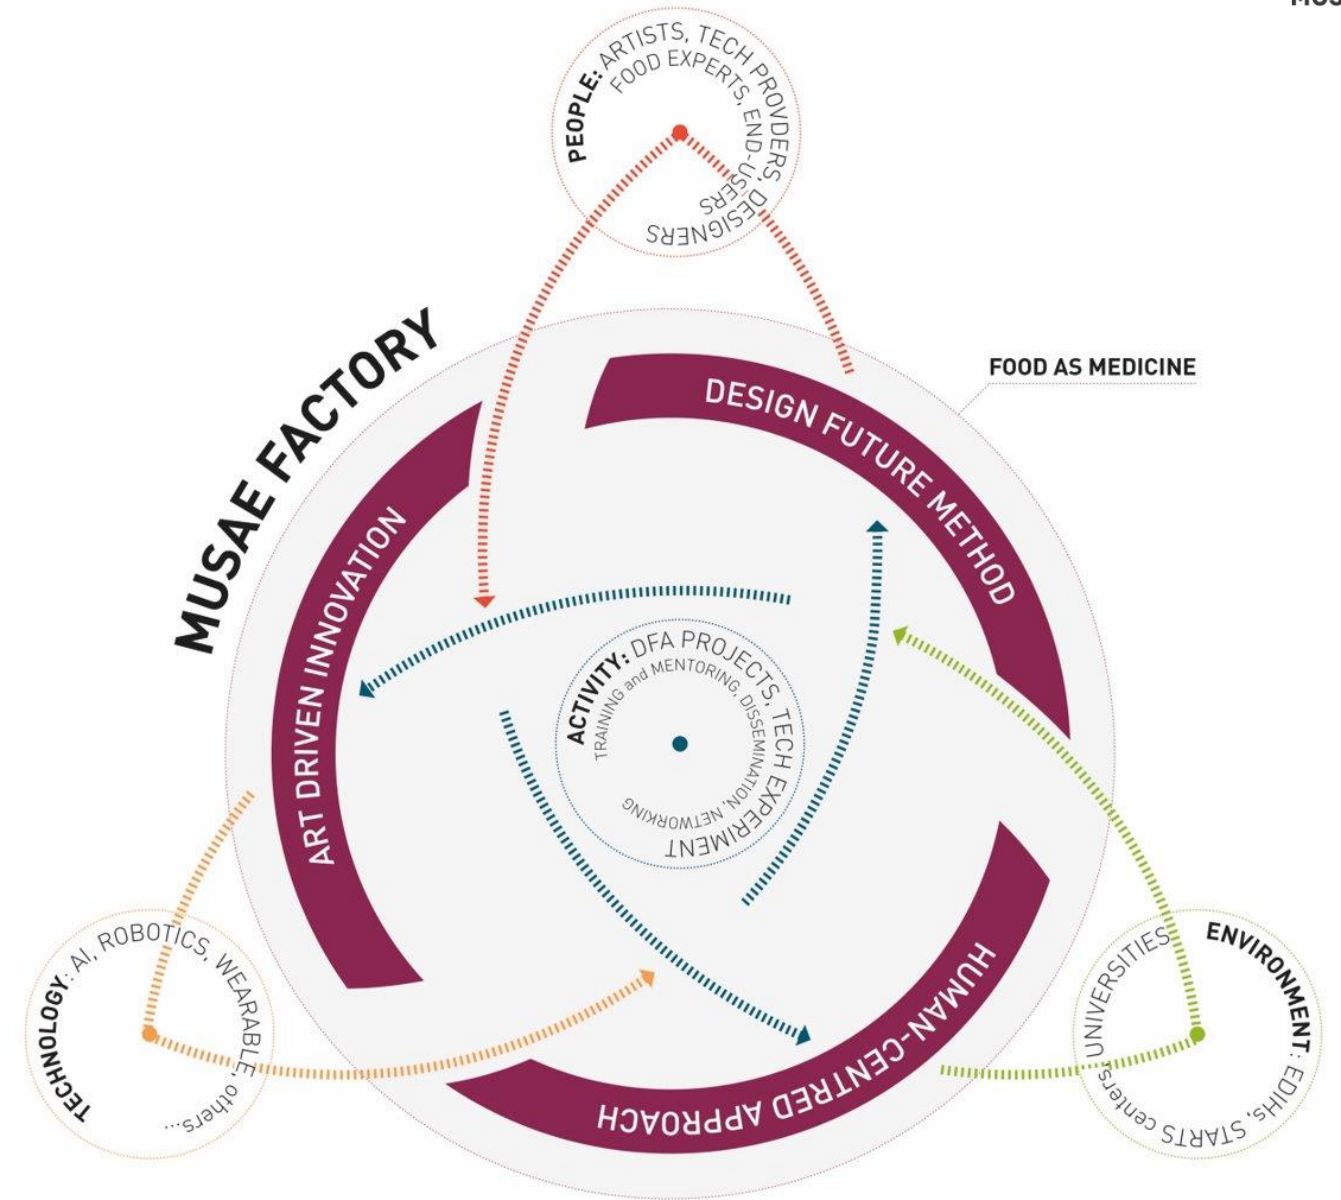 PEOPLE: ARTISTS, TECH PROVDERS, DESIGNERS
FOOD EXPERTS, END-USERS
MUSAE FACTORY
FOOD AS MEDICINE
DESIGN FUTURE METHOD
ART DRIVEN INNOVATION
ACTIVITY: DFA PROJECTS, TECH EXPERIMENT
TRAINING and MENTORING, DISSEMINATION, NETWORKING
HUMAN-CENTRED APPROACH
TECHNOLOGY: AI, ROBOTICS, WEARABLE, others...
ENVIRONMENT: EDIHs, STARTS centers, UNIVERSITIES